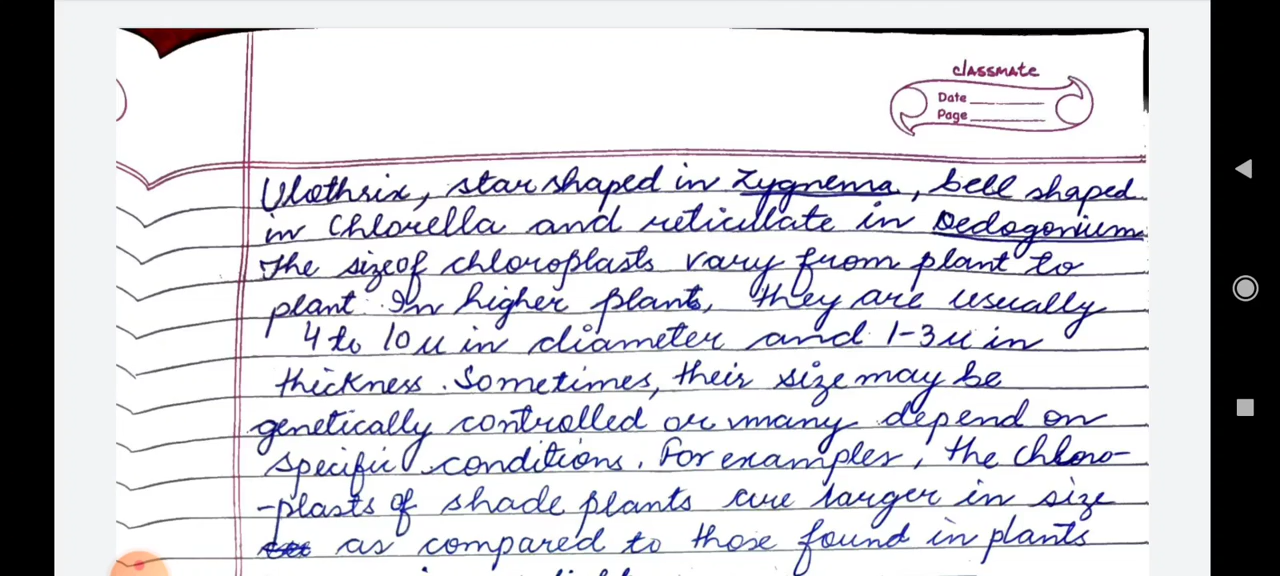 classmate
Date
Page
Ulothrix, star shaped in Zygnema, bell shaped
in Chlorella and reticulate in Oedogonium.
The size of chloroplasts vary from plant to
plant. In higher plants, they are usually
4 to 10 u in diameter and 1-3 u in
thickness. Sometimes, their size may be
genetically controlled or many depend on
specific conditions. For examples, the chloro-
-plasts of shade plants are larger in size
as compared to those found in plants